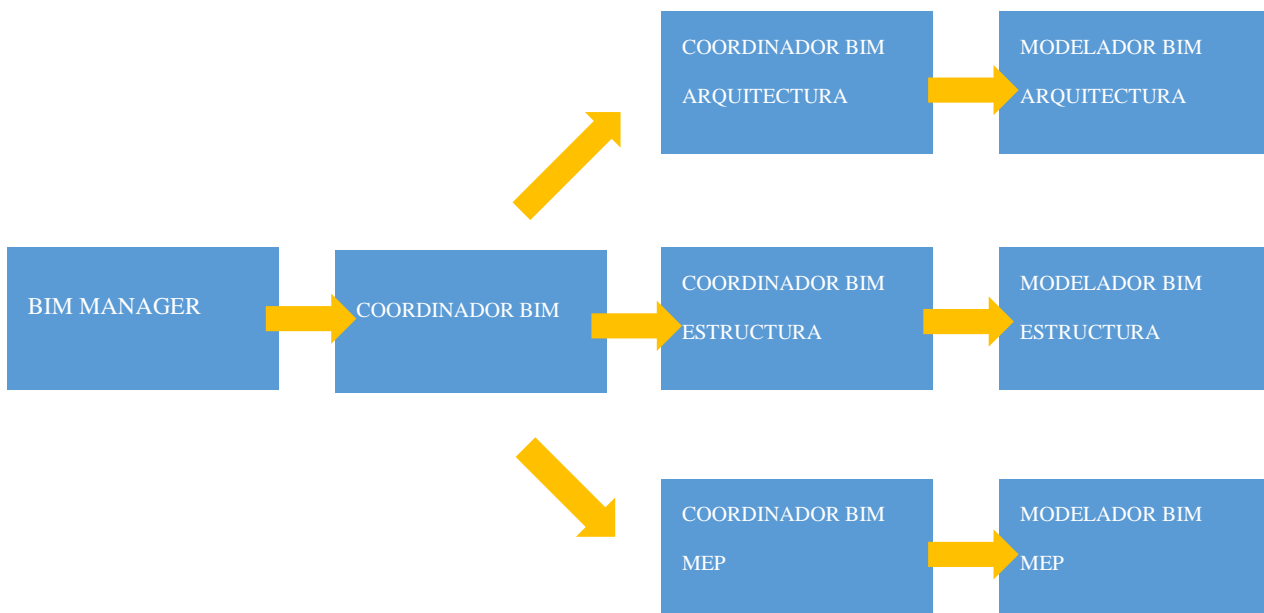 COORDINADOR BIM
ARQUITECTURA
MODELADOR BIM
ARQUITECTURA
BIM MANAGER
COORDINADOR BIM
COORDINADOR BIM
ESTRUCTURA
MODELADOR BIM
ESTRUCTURA
COORDINADOR BIM
MEP
MODELADOR BIM
MEP